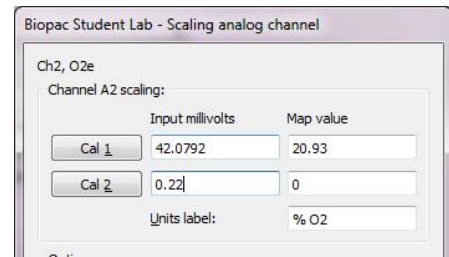 Biopac Student Lab - Scaling analog channel
Ch2, O2e
Channel A2 scaling:
Input millivolts Map value
Cal 1 42.0792 20.93
Cal 2 0.22 0
Units label: % O2